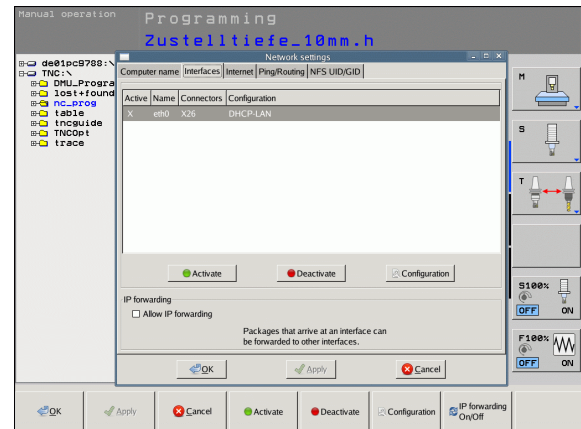 Manual operation
Programming
Zustelltiefe_10mm.h
de01pc9788:\
TNC:\
DMU_Progra
lost+found
nc_prog
table
tncguide
TNCOpt
trace
Network settings
Computer name Interfaces Internet Ping/Routing NFS UID/GID
Active Name Connectors Configuration
X eth0 X26 DHCP-LAN
Activate Deactivate Configuration
IP forwarding
Allow IP forwarding
Packages that arrive at an interface can
be forwarded to other interfaces.
OK Apply Cancel
M
S
T
S100%
OFF ON
F100%
OFF ON
OK Apply Cancel Activate Deactivate Configuration IP forwarding
On/Off